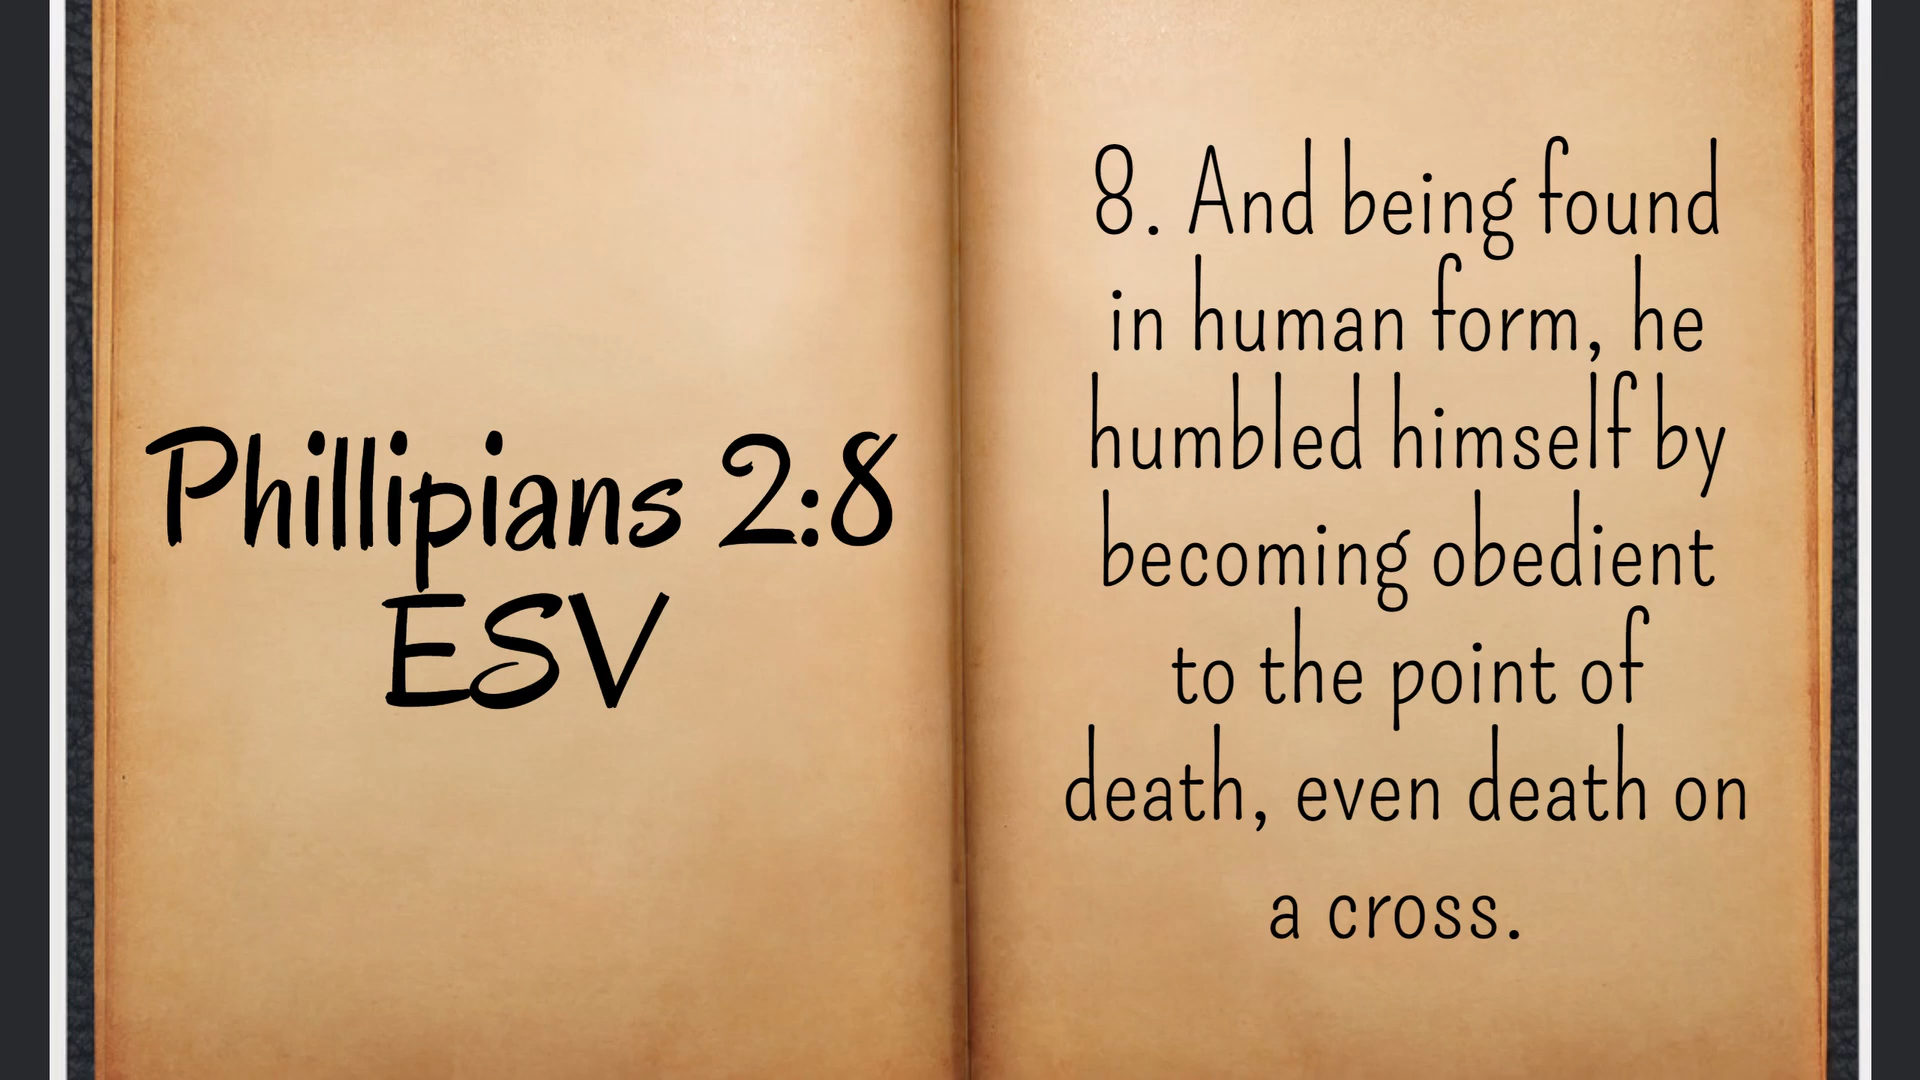 Phillipians 2:8
ESV
8. And being found
in human form, he
humbled himself by
becoming obedient
to the point of
death, even death on
a cross.